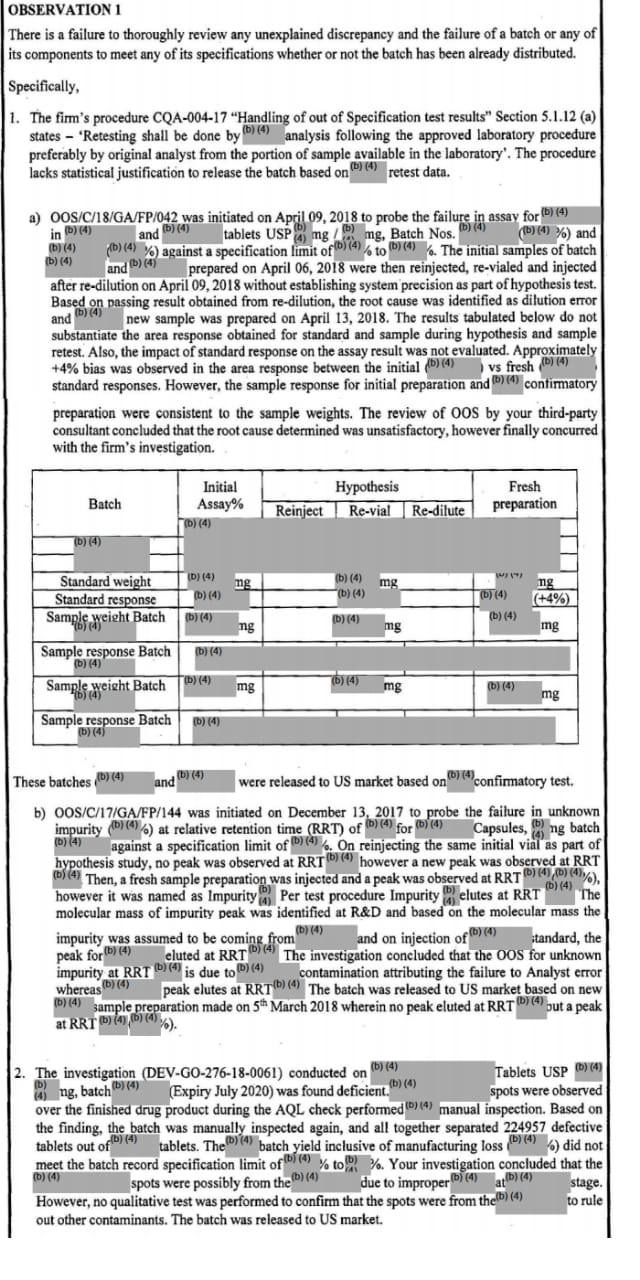 OBSERVATION 1
There is a failure to thoroughly review any unexplained discrepancy and the failure of a batch or any of
its components to meet any of its specifications whether or not the batch has been already distributed.
Specifically,
1. The firm's procedure CQA-004-17 “Handling of out of Specification test results” Section 5.1.12 (a)
states – ‘Retesting shall be done by (b) (4) analysis following the approved laboratory procedure
preferably by original analyst from the portion of sample available in the laboratory’. The procedure
lacks statistical justification to release the batch based on (b) (4) retest data.
a) OOS/C/18/GA/FP/042 was initiated on April 09, 2018 to probe the failure in assay for (b) (4)
in (b) (4) and (b) (4) tablets USP (b) (4) mg / (b) (4) mg, Batch Nos. (b) (4) (b) (4) %) and
(b) (4) (b) (4) %) against a specification limit of (b) (4) % to (b) (4) %. The initial samples of batch
(b) (4) and (b) (4) prepared on April 06, 2018 were then reinjected, re-vialed and injected
after re-dilution on April 09, 2018 without establishing system precision as part of hypothesis test.
Based on passing result obtained from re-dilution, the root cause was identified as dilution error
and (b) (4) new sample was prepared on April 13, 2018. The results tabulated below do not
substantiate the area response obtained for standard and sample during hypothesis and sample
retest. Also, the impact of standard response on the assay result was not evaluated. Approximately
+4% bias was observed in the area response between the initial (b) (4) ) vs fresh (b) (4)
standard responses. However, the sample response for initial preparation and (b) (4) confirmatory
preparation were consistent to the sample weights. The review of OOS by your third-party
consultant concluded that the root cause determined was unsatisfactory, however finally concurred
with the firm's investigation.
Batch Initial Assay% Hypothesis Fresh preparation
Reinject Re-vial Re-dilute
(b) (4)
(b) (4)
Standard weight (b) (4) mg (b) (4) mg (b) (4) mg
Standard response (b) (4) (b) (4) (b) (4) (+4%)
Sample weight Batch (b) (4) (b) (4) mg (b) (4) mg (b) (4) mg
Sample response Batch (b) (4) (b) (4)
Sample weight Batch (b) (4) (b) (4) mg (b) (4) mg (b) (4) mg
Sample response Batch (b) (4) (b) (4)
These batches (b) (4) and (b) (4) were released to US market based on (b) (4) confirmatory test.
b) OOS/C/17/GA/FP/144 was initiated on December 13, 2017 to probe the failure in unknown
impurity (b) (4) %) at relative retention time (RRT) of (b) (4) for (b) (4) Capsules, (b) (4) mg batch
(b) (4) against a specification limit of (b) (4) %. On reinjecting the same initial vial as part of
hypothesis study, no peak was observed at RRT (b) (4) however a new peak was observed at RRT
(b) (4) Then, a fresh sample preparation was injected and a peak was observed at RRT (b) (4) (b) (4) %),
however it was named as Impurity (b) (4) Per test procedure Impurity (b) (4) elutes at RRT (b) (4) The
molecular mass of impurity peak was identified at R&D and based on the molecular mass the
impurity was assumed to be coming from (b) (4) and on injection of (b) (4) standard, the
peak for (b) (4) eluted at RRT (b) (4) The investigation concluded that the OOS for unknown
impurity at RRT (b) (4) is due to (b) (4) contamination attributing the failure to Analyst error
whereas (b) (4) peak elutes at RRT (b) (4) The batch was released to US market based on new
(b) (4) sample preparation made on 5th March 2018 wherein no peak eluted at RRT (b) (4) but a peak
at RRT (b) (4) (b) (4) %).
2. The investigation (DEV-GO-276-18-0061) conducted on (b) (4) Tablets USP (b) (4)
(b) (4) mg, batch (b) (4) (Expiry July 2020) was found deficient. (b) (4) spots were observed
over the finished drug product during the AQL check performed (b) (4) manual inspection. Based on
the finding, the batch was manually inspected again, and all together separated 224957 defective
tablets out of (b) (4) tablets. The (b) (4) batch yield inclusive of manufacturing loss (b) (4) %) did not
meet the batch record specification limit of (b) (4) % to (b) (4) %. Your investigation concluded that the
(b) (4) spots were possibly from the (b) (4) due to improper (b) (4) at (b) (4) stage.
However, no qualitative test was performed to confirm that the spots were from the (b) (4) to rule
out other contaminants. The batch was released to US market.